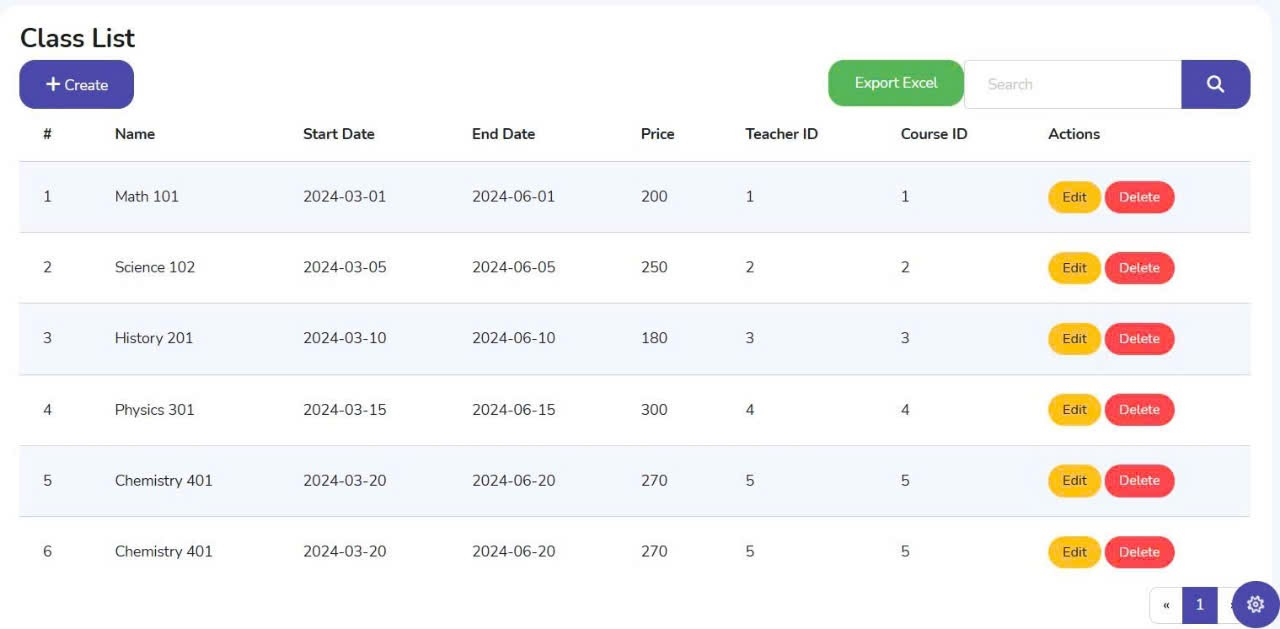 Class List
+ Create
Export Excel Search
# Name Start Date End Date Price Teacher ID Course ID Actions
1 Math 101 2024-03-01 2024-06-01 200 1 1 Edit Delete
2 Science 102 2024-03-05 2024-06-05 250 2 2 Edit Delete
3 History 201 2024-03-10 2024-06-10 180 3 3 Edit Delete
4 Physics 301 2024-03-15 2024-06-15 300 4 4 Edit Delete
5 Chemistry 401 2024-03-20 2024-06-20 270 5 5 Edit Delete
6 Chemistry 401 2024-03-20 2024-06-20 270 5 5 Edit Delete
« 1